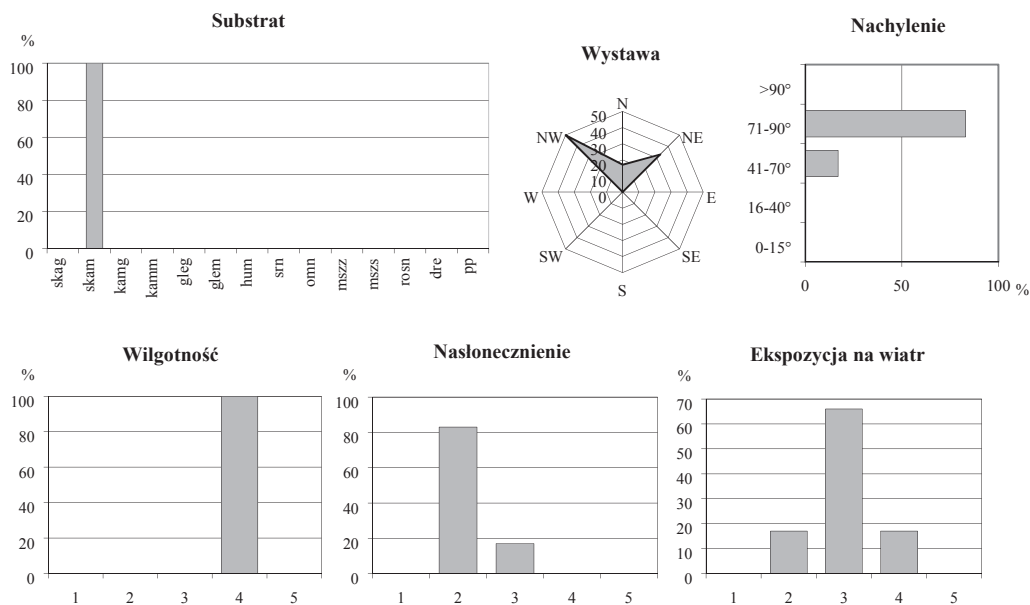 Substrat
%
100
80
60
40
20
0
skag
skam
kamg
kamm
gleg
glem
hum
srn
omn
mszz
mszs
rosn
dre
pp
Wystawa
N
NE
E
SE
S
SW
W
NW
50
40
30
20
10
0
Nachylenie
>90°
71-90°
41-70°
16-40°
0-15°
0 50 100 %
Wilgotność
%
100
80
60
40
20
0
1 2 3 4 5
Nasłonecznienie
%
100
80
60
40
20
0
1 2 3 4 5
Ekspozycja na wiatr
%
70
60
50
40
30
20
10
0
1 2 3 4 5